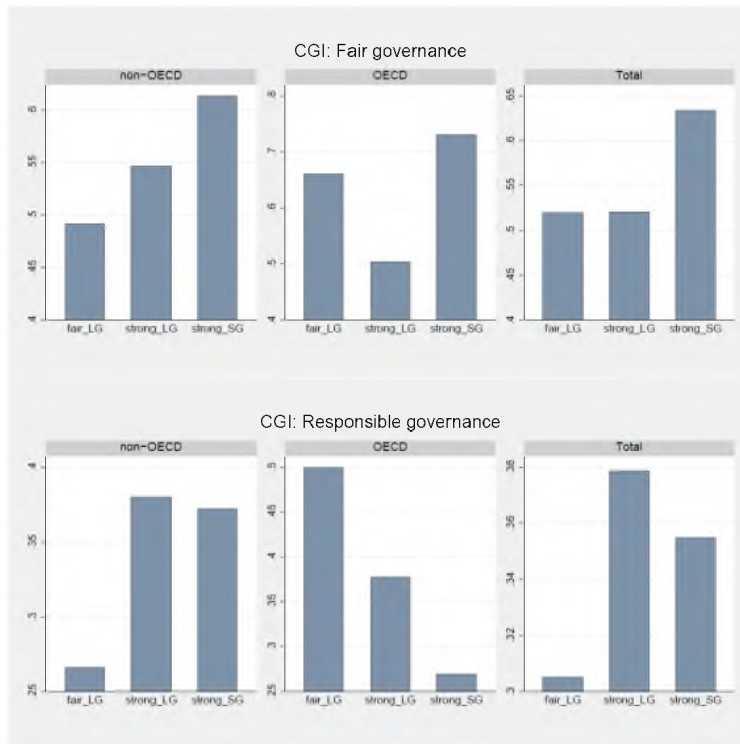 CGI: Fair governance
non-OECD
OECD
Total
6
55
5
45
4
8
7
6
5
4
65
6
55
5
45
4
fair_LG strong_LG strong_SG
fair_LG strong_LG strong_SG
fair_LG strong_LG strong_SG
CGI: Responsible governance
non-OECD
OECD
Total
4
35
3
25
5
45
4
35
3
25
38
36
34
32
3
fair_LG strong_LG strong_SG
fair_LG strong_LG strong_SG
fair_LG strong_LG strong_SG